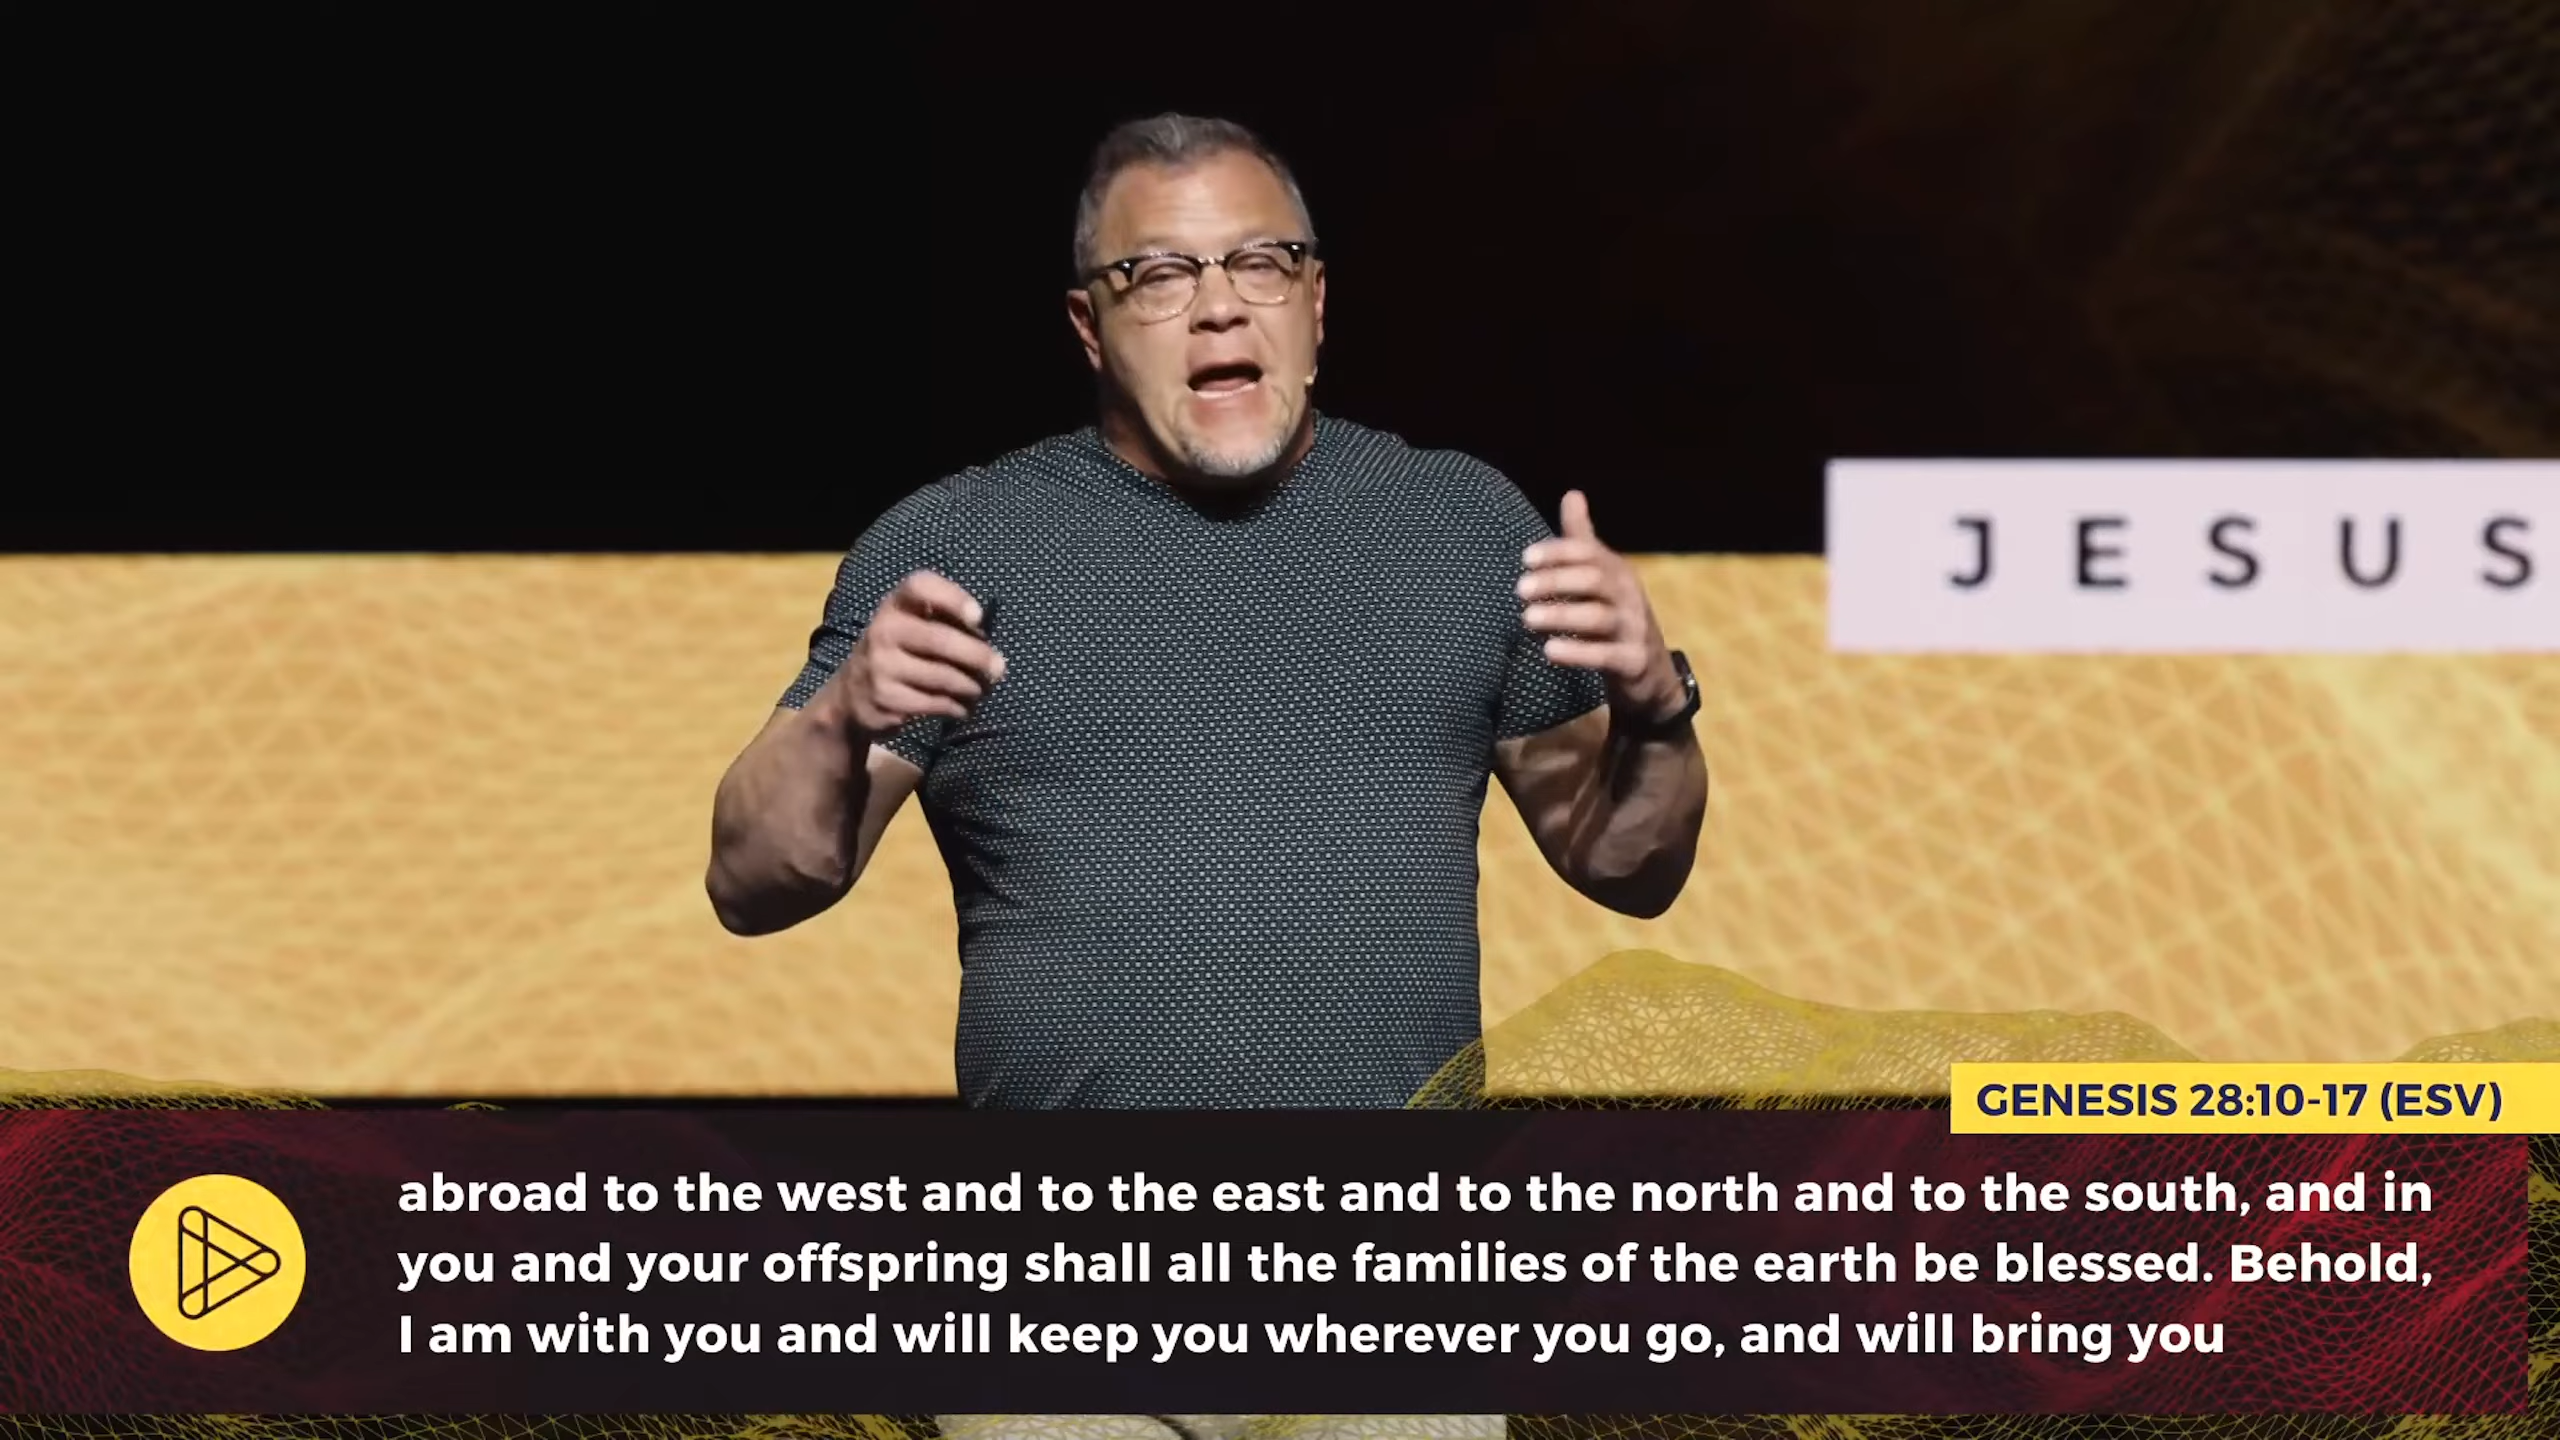 JESUS
GENESIS 28:10-17 (ESV)
abroad to the west and to the east and to the north and to the south, and in
you and your offspring shall all the families of the earth be blessed. Behold,
I am with you and will keep you wherever you go, and will bring you